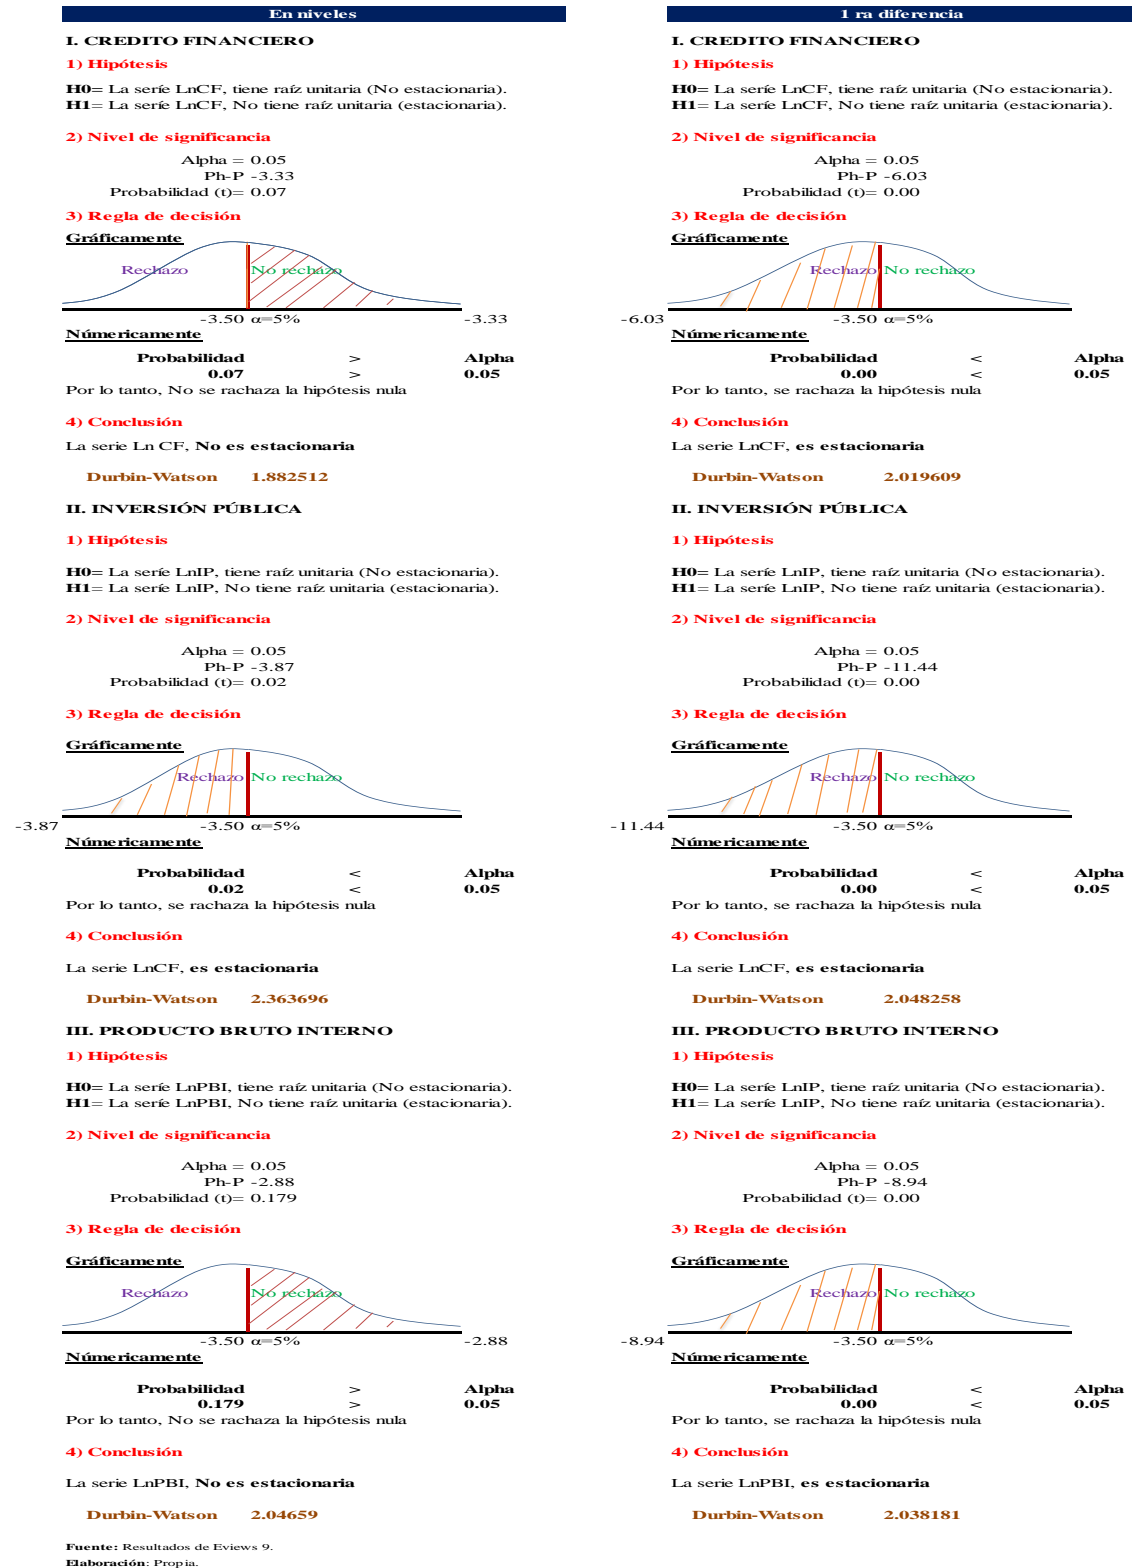 En niveles
I. CREDITO FINANCIERO
1) Hipótesis
H0= La seríe LnCF, tiene raíz unitaria (No estacionaria).
H1= La seríe LnCF, No tiene raíz unitaria (estacionaria).
2) Nivel de significancia
Alpha = 0.05
Ph-P -3.33
Probabilidad (t)= 0.07
3) Regla de decisión
Gráficamente
Rechazo No rechazo
-3.50 α=5% -3.33
Númericamente
Probabilidad > Alpha
0.07 > 0.05
Por lo tanto, No se rachaza la hipótesis nula
4) Conclusión
La serie Ln CF, No es estacionaria
Durbin-Watson 1.882512
II. INVERSIÓN PÚBLICA
1) Hipótesis
H0= La seríe LnIP, tiene raíz unitaria (No estacionaria).
H1= La seríe LnIP, No tiene raíz unitaria (estacionaria).
2) Nivel de significancia
Alpha = 0.05
Ph-P -3.87
Probabilidad (t)= 0.02
3) Regla de decisión
Gráficamente
Rechazo No rechazo
-3.87 -3.50 α=5%
Númericamente
Probabilidad < Alpha
0.02 < 0.05
Por lo tanto, se rachaza la hipótesis nula
4) Conclusión
La serie LnCF, es estacionaria
Durbin-Watson 2.363696
III. PRODUCTO BRUTO INTERNO
1) Hipótesis
H0= La seríe LnPBI, tiene raíz unitaria (No estacionaria).
H1= La seríe LnPBI, No tiene raíz unitaria (estacionaria).
2) Nivel de significancia
Alpha = 0.05
Ph-P -2.88
Probabilidad (t)= 0.179
3) Regla de decisión
Gráficamente
Rechazo No rechazo
-3.50 α=5% -2.88
Númericamente
Probabilidad > Alpha
0.179 > 0.05
Por lo tanto, No se rachaza la hipótesis nula
4) Conclusión
La serie LnPBI, No es estacionaria
Durbin-Watson 2.04659
Fuente: Resultados de Eviews 9.
Elaboración: Propia.
1 ra diferencia
I. CREDITO FINANCIERO
1) Hipótesis
H0= La seríe LnCF, tiene raíz unitaria (No estacionaria).
H1= La seríe LnCF, No tiene raíz unitaria (estacionaria).
2) Nivel de significancia
Alpha = 0.05
Ph-P -6.03
Probabilidad (t)= 0.00
3) Regla de decisión
Gráficamente
Rechazo No rechazo
-6.03 -3.50 α=5%
Númericamente
Probabilidad < Alpha
0.00 < 0.05
Por lo tanto, se rachaza la hipótesis nula
4) Conclusión
La serie LnCF, es estacionaria
Durbin-Watson 2.019609
II. INVERSIÓN PÚBLICA
1) Hipótesis
H0= La seríe LnIP, tiene raíz unitaria (No estacionaria).
H1= La seríe LnIP, No tiene raíz unitaria (estacionaria).
2) Nivel de significancia
Alpha = 0.05
Ph-P -11.44
Probabilidad (t)= 0.00
3) Regla de decisión
Gráficamente
Rechazo No rechazo
-11.44 -3.50 α=5%
Númericamente
Probabilidad < Alpha
0.00 < 0.05
Por lo tanto, se rachaza la hipótesis nula
4) Conclusión
La serie LnCF, es estacionaria
Durbin-Watson 2.048258
III. PRODUCTO BRUTO INTERNO
1) Hipótesis
H0= La seríe LnIP, tiene raíz unitaria (No estacionaria).
H1= La seríe LnIP, No tiene raíz unitaria (estacionaria).
2) Nivel de significancia
Alpha = 0.05
Ph-P -8.94
Probabilidad (t)= 0.00
3) Regla de decisión
Gráficamente
Rechazo No rechazo
-8.94 -3.50 α=5%
Númericamente
Probabilidad < Alpha
0.00 < 0.05
Por lo tanto, se rachaza la hipótesis nula
4) Conclusión
La serie LnPBI, es estacionaria
Durbin-Watson 2.038181